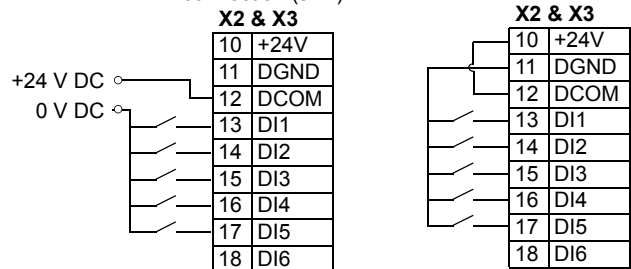 X2 & X3
10 +24V
11 DGND
12 DCOM
13 DI1
14 DI2
15 DI3
16 DI4
17 DI5
18 DI6
+24 V DC
0 V DC
X2 & X3
10 +24V
11 DGND
12 DCOM
13 DI1
14 DI2
15 DI3
16 DI4
17 DI5
18 DI6